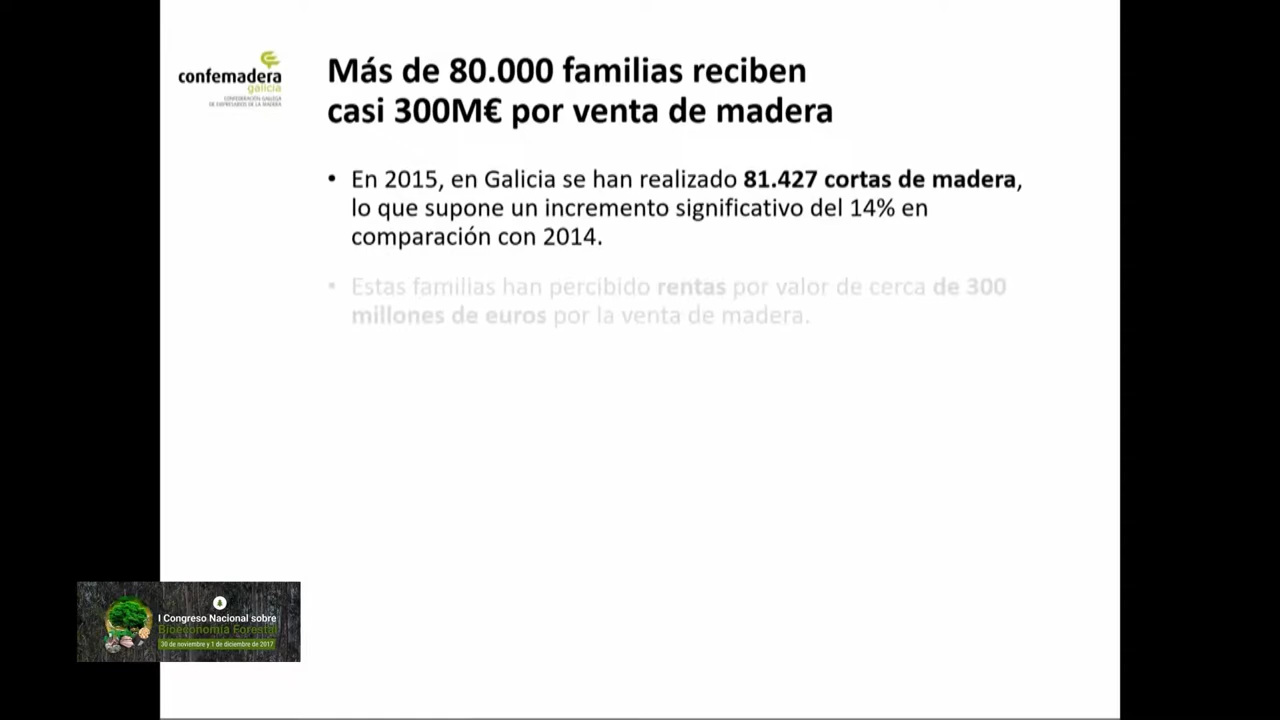 confemadera
galicia
CONFEDERACIÓN GALLEGA
DE EMPRESARIOS DE LA MADERA
Más de 80.000 familias reciben
casi 300M€ por venta de madera
• En 2015, en Galicia se han realizado 81.427 cortas de madera,
lo que supone un incremento significativo del 14% en
comparación con 2014.
• Estas familias han percibido rentas por valor de cerca de 300
millones de euros por la venta de madera.
I Congreso Nacional sobre
Bioeconomía Forestal
30 de noviembre y 1 de diciembre de 2017